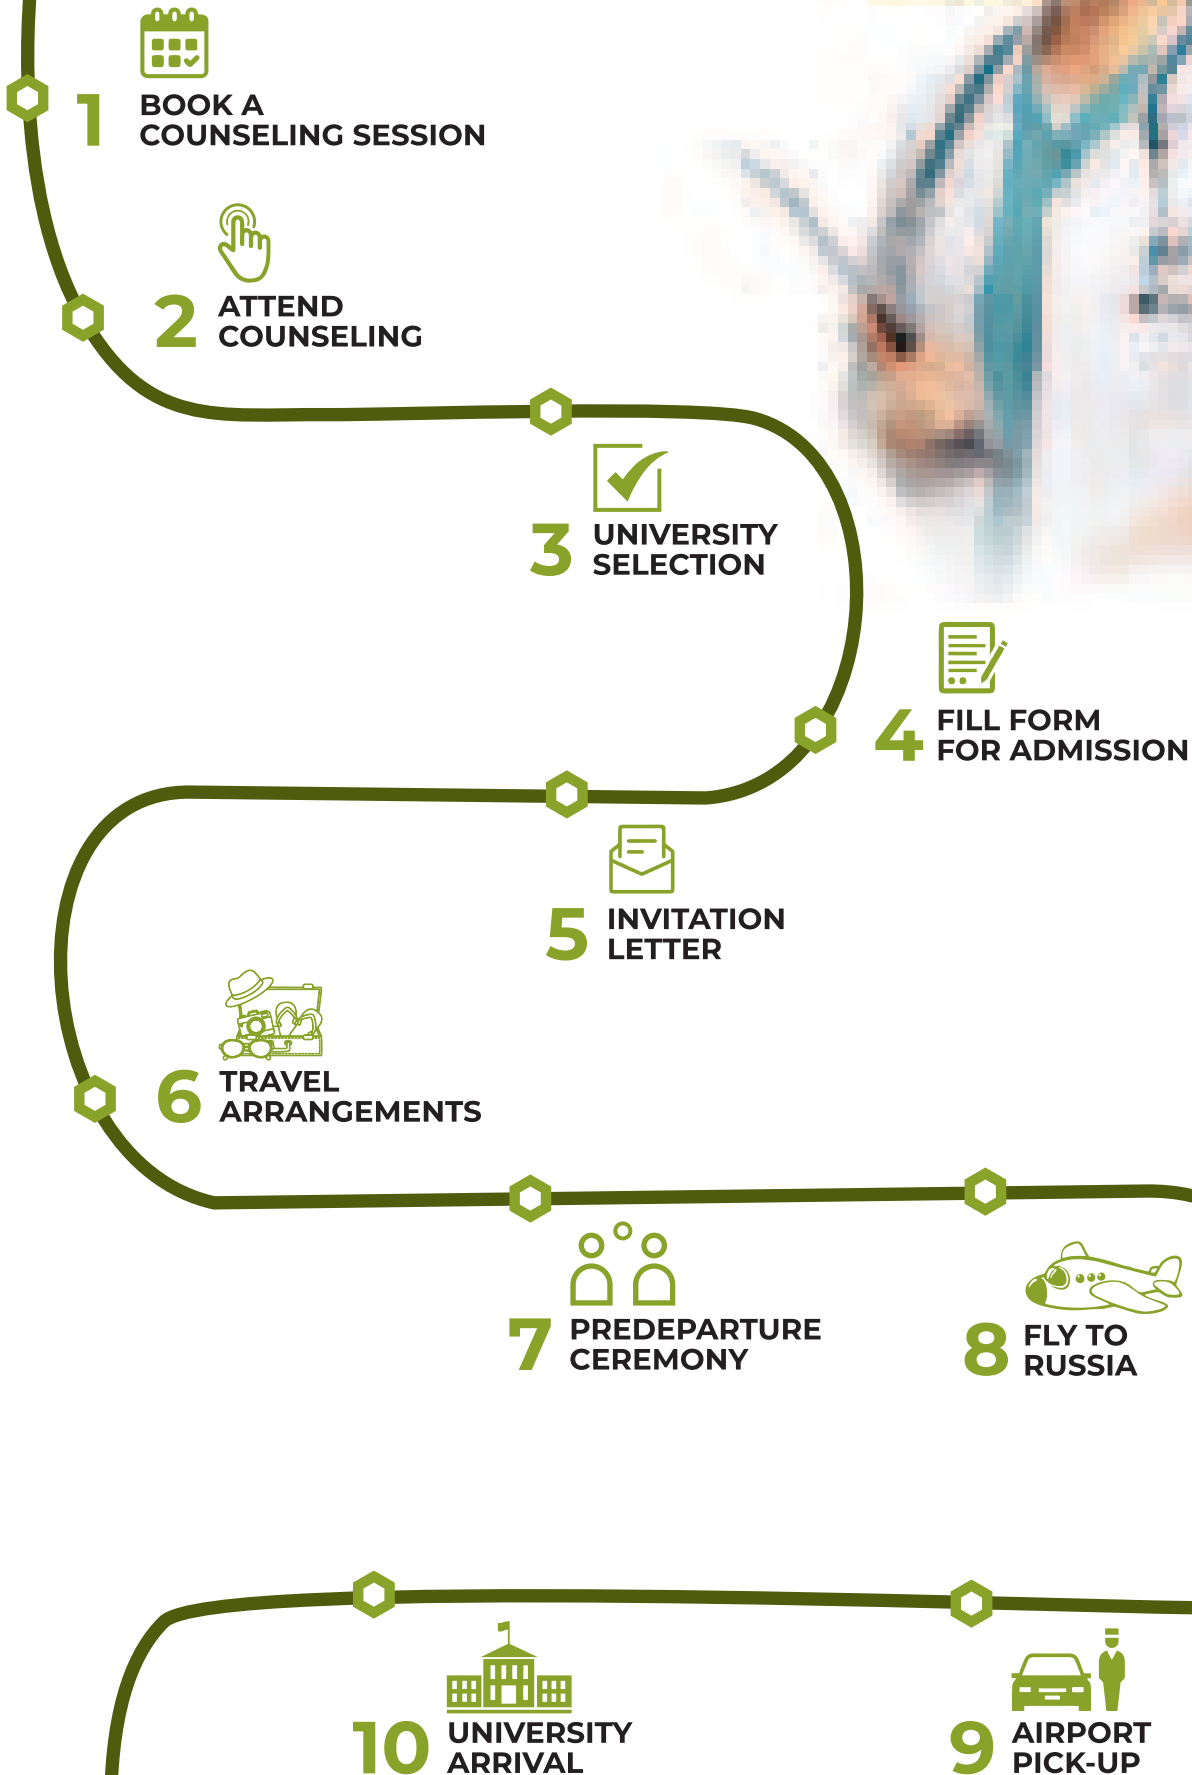 1 BOOK A
COUNSELING SESSION
2 ATTEND
COUNSELING
3 UNIVERSITY
SELECTION
4 FILL FORM
FOR ADMISSION
5 INVITATION
LETTER
6 TRAVEL
ARRANGEMENTS
7 PREDEPARTURE
CEREMONY
8 FLY TO
RUSSIA
9 AIRPORT
PICK-UP
10 UNIVERSITY
ARRIVAL